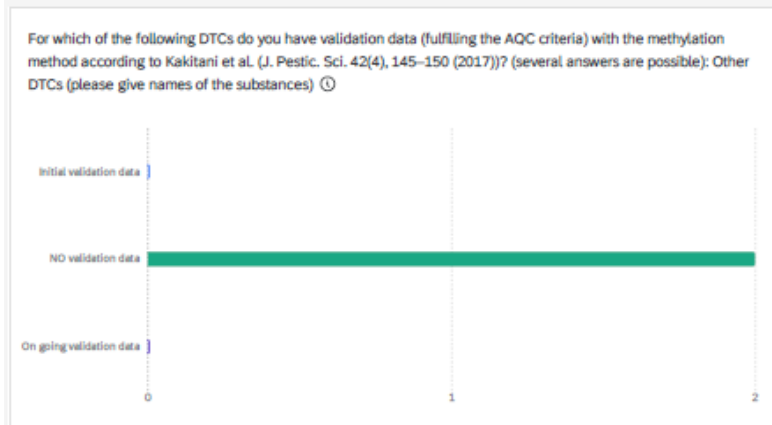 For which of the following DTCs do you have validation data (fulfilling the AQC criteria) with the methylation
method according to Kakitani et al. (J. Pestic. Sci. 42(4), 145–150 (2017))? (several answers are possible): Other
DTCs (please give names of the substances)
Initial validation data
NO validation data
On going validation data
0 1 2